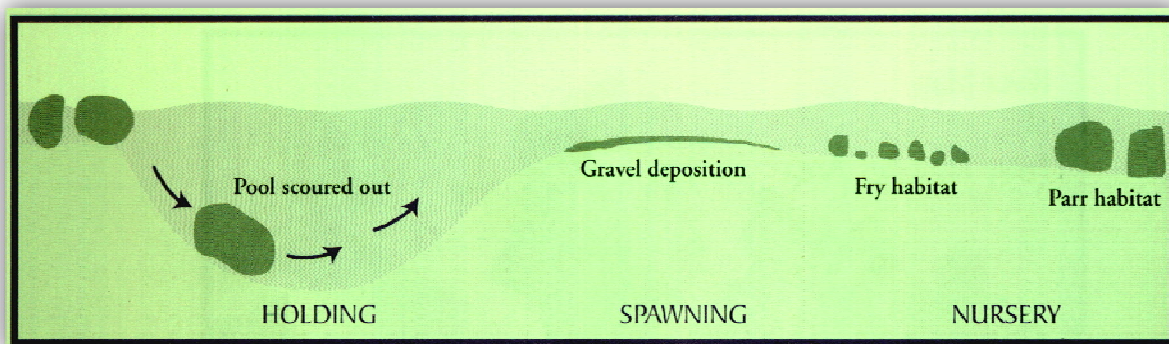 Pool scoured out
Gravel deposition
Fry habitat
Parr habitat
HOLDING
SPAWNING
NURSERY